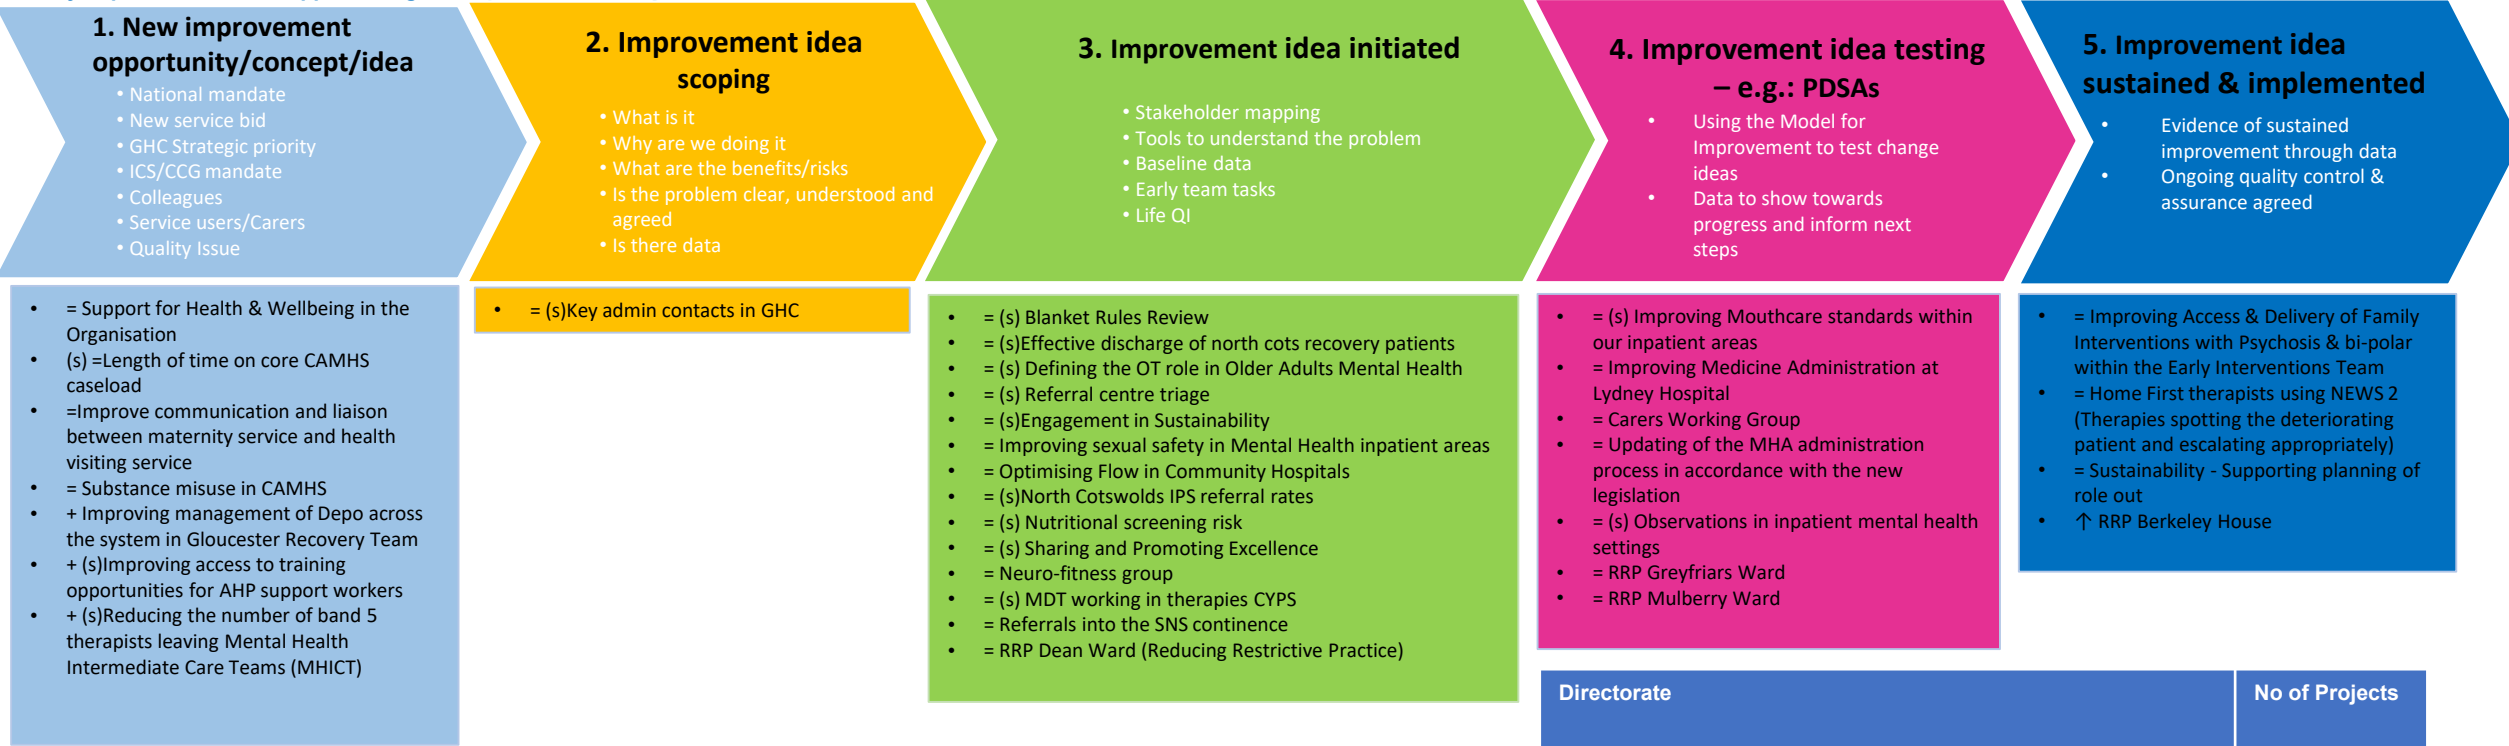 1. New improvement
opportunity/concept/idea
• National mandate
• New service bid
• GHC Strategic priority
• ICS/CCG mandate
• Colleagues
• Service users/Carers
• Quality Issue
2. Improvement idea
scoping
• What is it
• Why are we doing it
• What are the benefits/risks
• Is the problem clear, understood and
agreed
• Is there data
3. Improvement idea initiated
• Stakeholder mapping
• Tools to understand the problem
• Baseline data
• Early team tasks
• Life QI
4. Improvement idea testing
– e.g.: PDSAs
• Using the Model for
Improvement to test change
ideas
• Data to show towards
progress and inform next
steps
5. Improvement idea
sustained & implemented
• Evidence of sustained
improvement through data
• Ongoing quality control &
assurance agreed
• = Support for Health & Wellbeing in the
Organisation
• (s) =Length of time on core CAMHS
caseload
• =Improve communication and liaison
between maternity service and health
visiting service
• = Substance misuse in CAMHS
• + Improving management of Depo across
the system in Gloucester Recovery Team
• + (s)Improving access to training
opportunities for AHP support workers
• + (s)Reducing the number of band 5
therapists leaving Mental Health
Intermediate Care Teams (MHICT)
• = (s)Key admin contacts in GHC
• = (s) Blanket Rules Review
• = (s)Effective discharge of north cots recovery patients
• = (s) Defining the OT role in Older Adults Mental Health
• = (s) Referral centre triage
• = (s)Engagement in Sustainability
• = Improving sexual safety in Mental Health inpatient areas
• = Optimising Flow in Community Hospitals
• = (s)North Cotswolds IPS referral rates
• = (s) Nutritional screening risk
• = (s) Sharing and Promoting Excellence
• = Neuro-fitness group
• = (s) MDT working in therapies CYPS
• = Referrals into the SNS continence
• = RRP Dean Ward (Reducing Restrictive Practice)
• = (s) Improving Mouthcare standards within
our inpatient areas
• = Improving Medicine Administration at
Lydney Hospital
• = Carers Working Group
• = Updating of the MHA administration
process in accordance with the new
legislation
• = (s) Observations in inpatient mental health
settings
• = RRP Greyfriars Ward
• = RRP Mulberry Ward
• = Improving Access & Delivery of Family
Interventions with Psychosis & bi-polar
within the Early Interventions Team
• = Home First therapists using NEWS 2
(Therapies spotting the deteriorating
patient and escalating appropriately)
• = Sustainability - Supporting planning of
role out
• ↑ RRP Berkeley House
Directorate
No of Projects